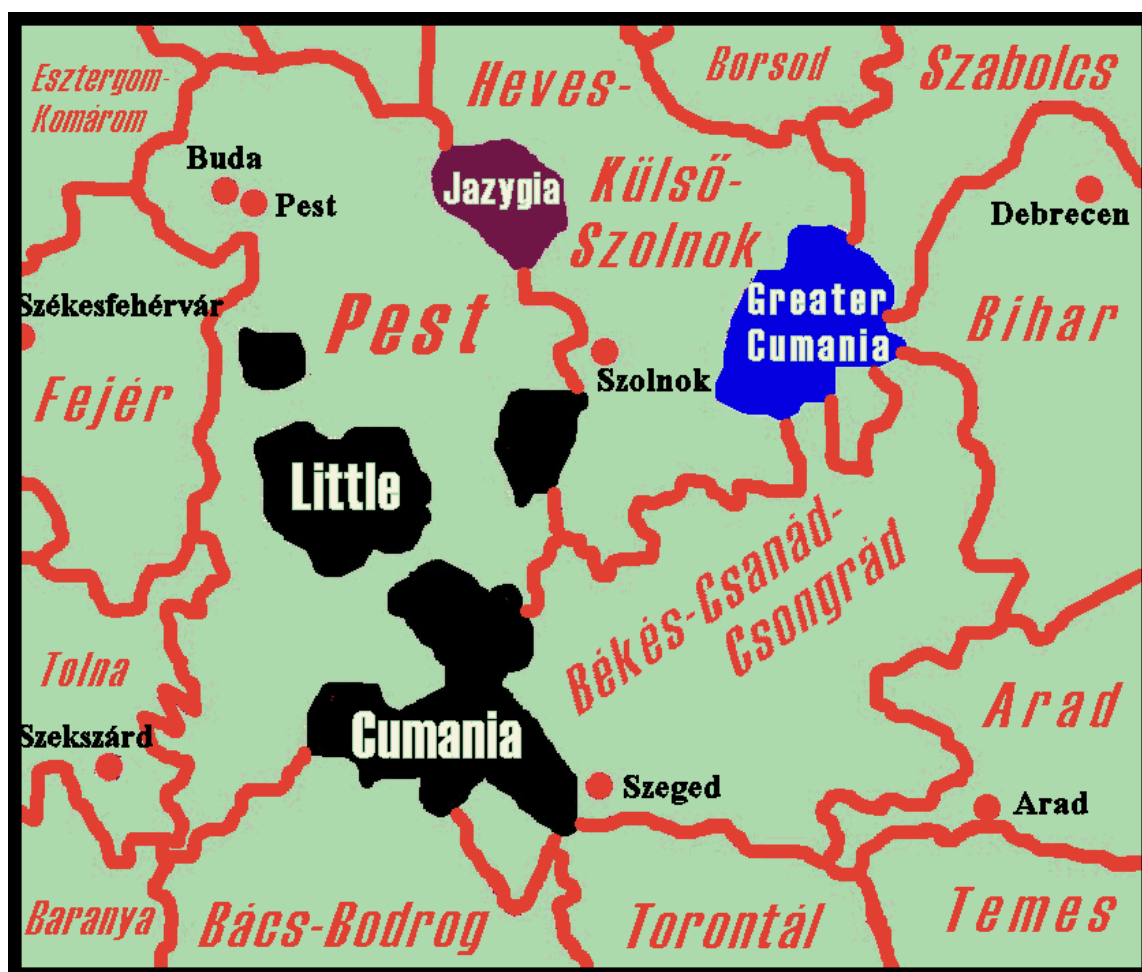 Esztergom-
Komárom
Heves-
Borsod
Szabolcs
Buda
Pest
Jazygia
Külső-
Szolnok
Debrecen
Székesfehérvár
Pest
Greater
Cumania
Bihar
Fejér
Szolnok
Little
Békés-Csanád-
Csongrád
Tolna
Szekszárd
Cumania
Szeged
Arad
Arad
Baranya
Bács-Bodrog
Torontál
Temes